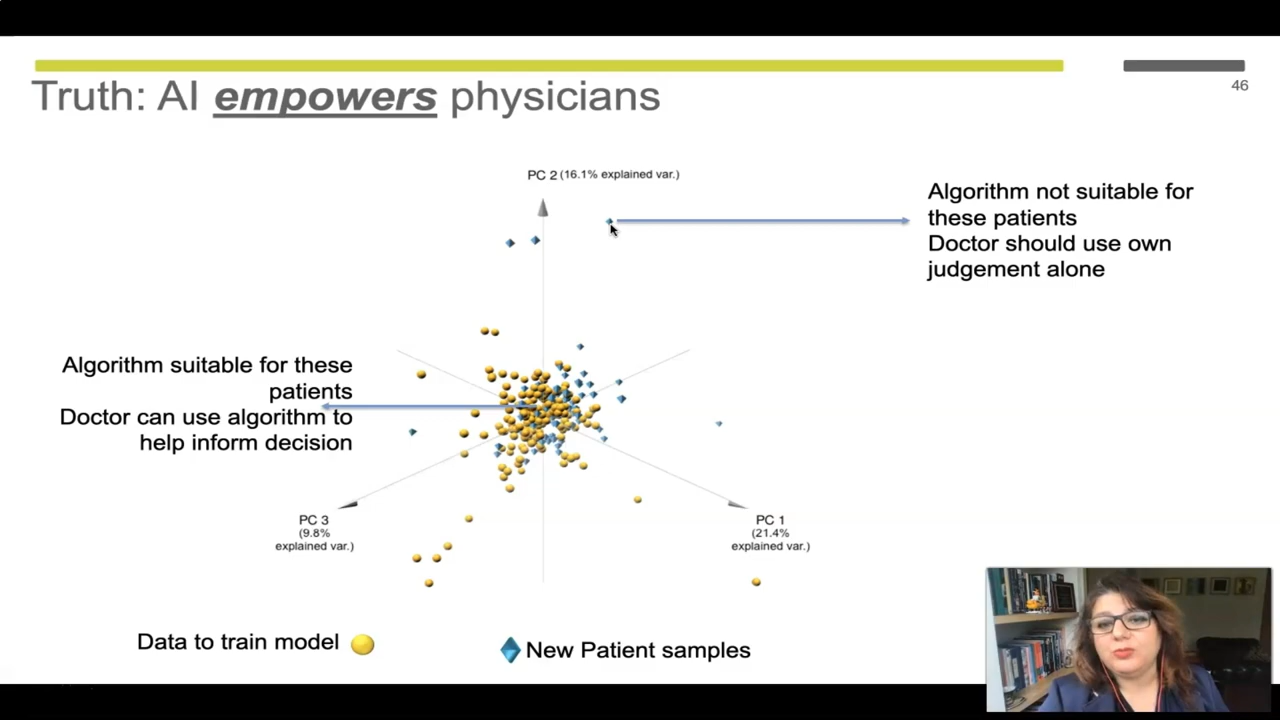 46
Truth: AI empowers physicians
PC 2 (16.1% explained var.)
Algorithm not suitable for
these patients
Doctor should use own
judgement alone
Algorithm suitable for these
patients
Doctor can use algorithm to
help inform decision
PC 3
(9.8%
explained var.)
PC 1
(21.4%
explained var.)
Data to train model
New Patient samples